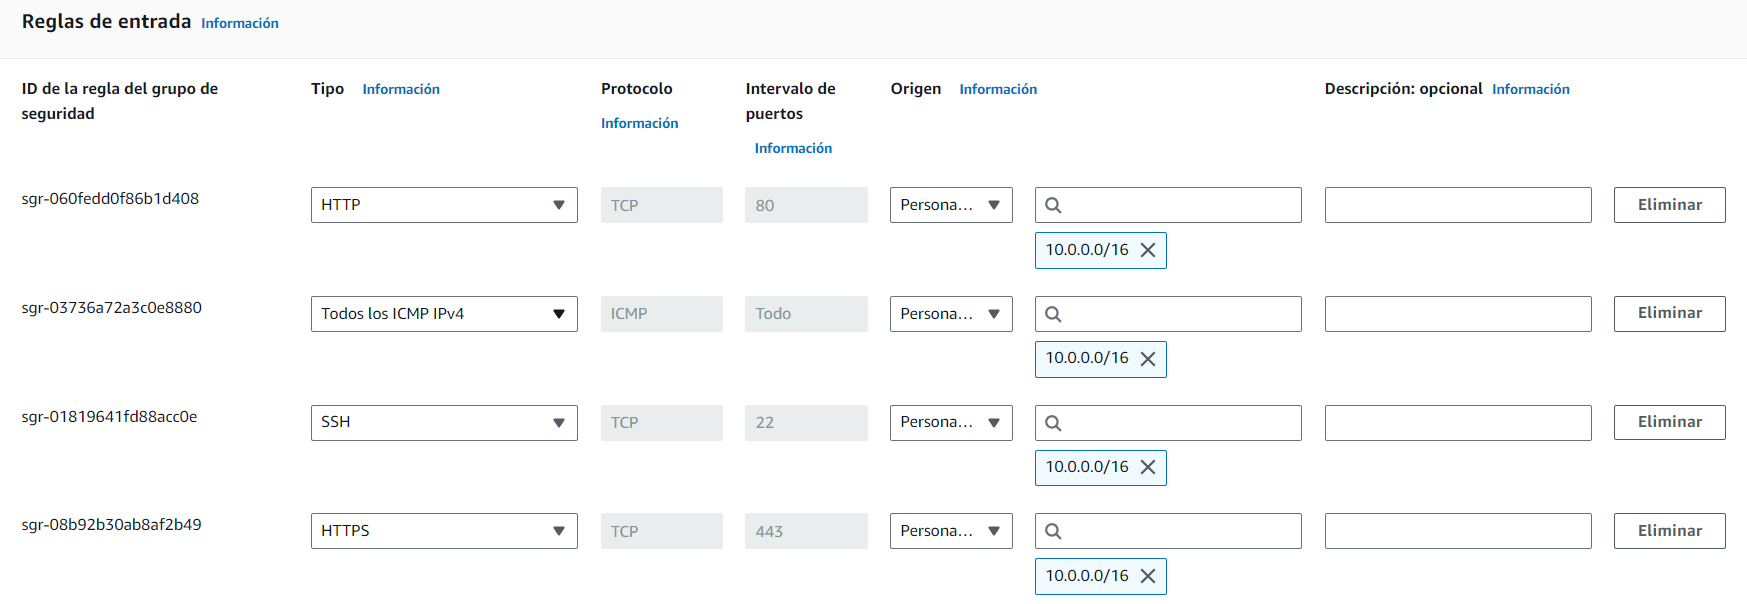 Reglas de entrada Información
ID de la regla del grupo de seguridad
Tipo Información
Protocolo Información
Intervalo de puertos Información
Origen Información
Descripción: opcional Información
sgr-060fedd0f86b1d408 HTTP TCP 80 Persona... Eliminar
10.0.0.0/16
sgr-03736a72a3c0e8880 Todos los ICMP IPv4 ICMP Todo Persona... Eliminar
10.0.0.0/16
sgr-01819641fd88acc0e SSH TCP 22 Persona... Eliminar
10.0.0.0/16
sgr-08b92b30ab8af2b49 HTTPS TCP 443 Persona... Eliminar
10.0.0.0/16